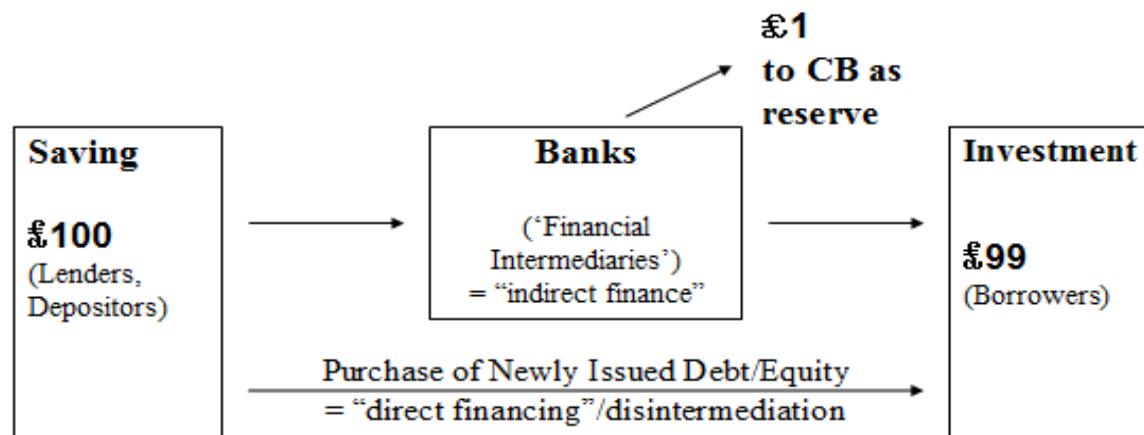 £1
to CB as
reserve
Saving
£100
(Lenders,
Depositors)
Banks
(‘Financial
Intermediaries’)
= “indirect finance”
Investment
£99
(Borrowers)
Purchase of Newly Issued Debt/Equity
= “direct financing”/disintermediation